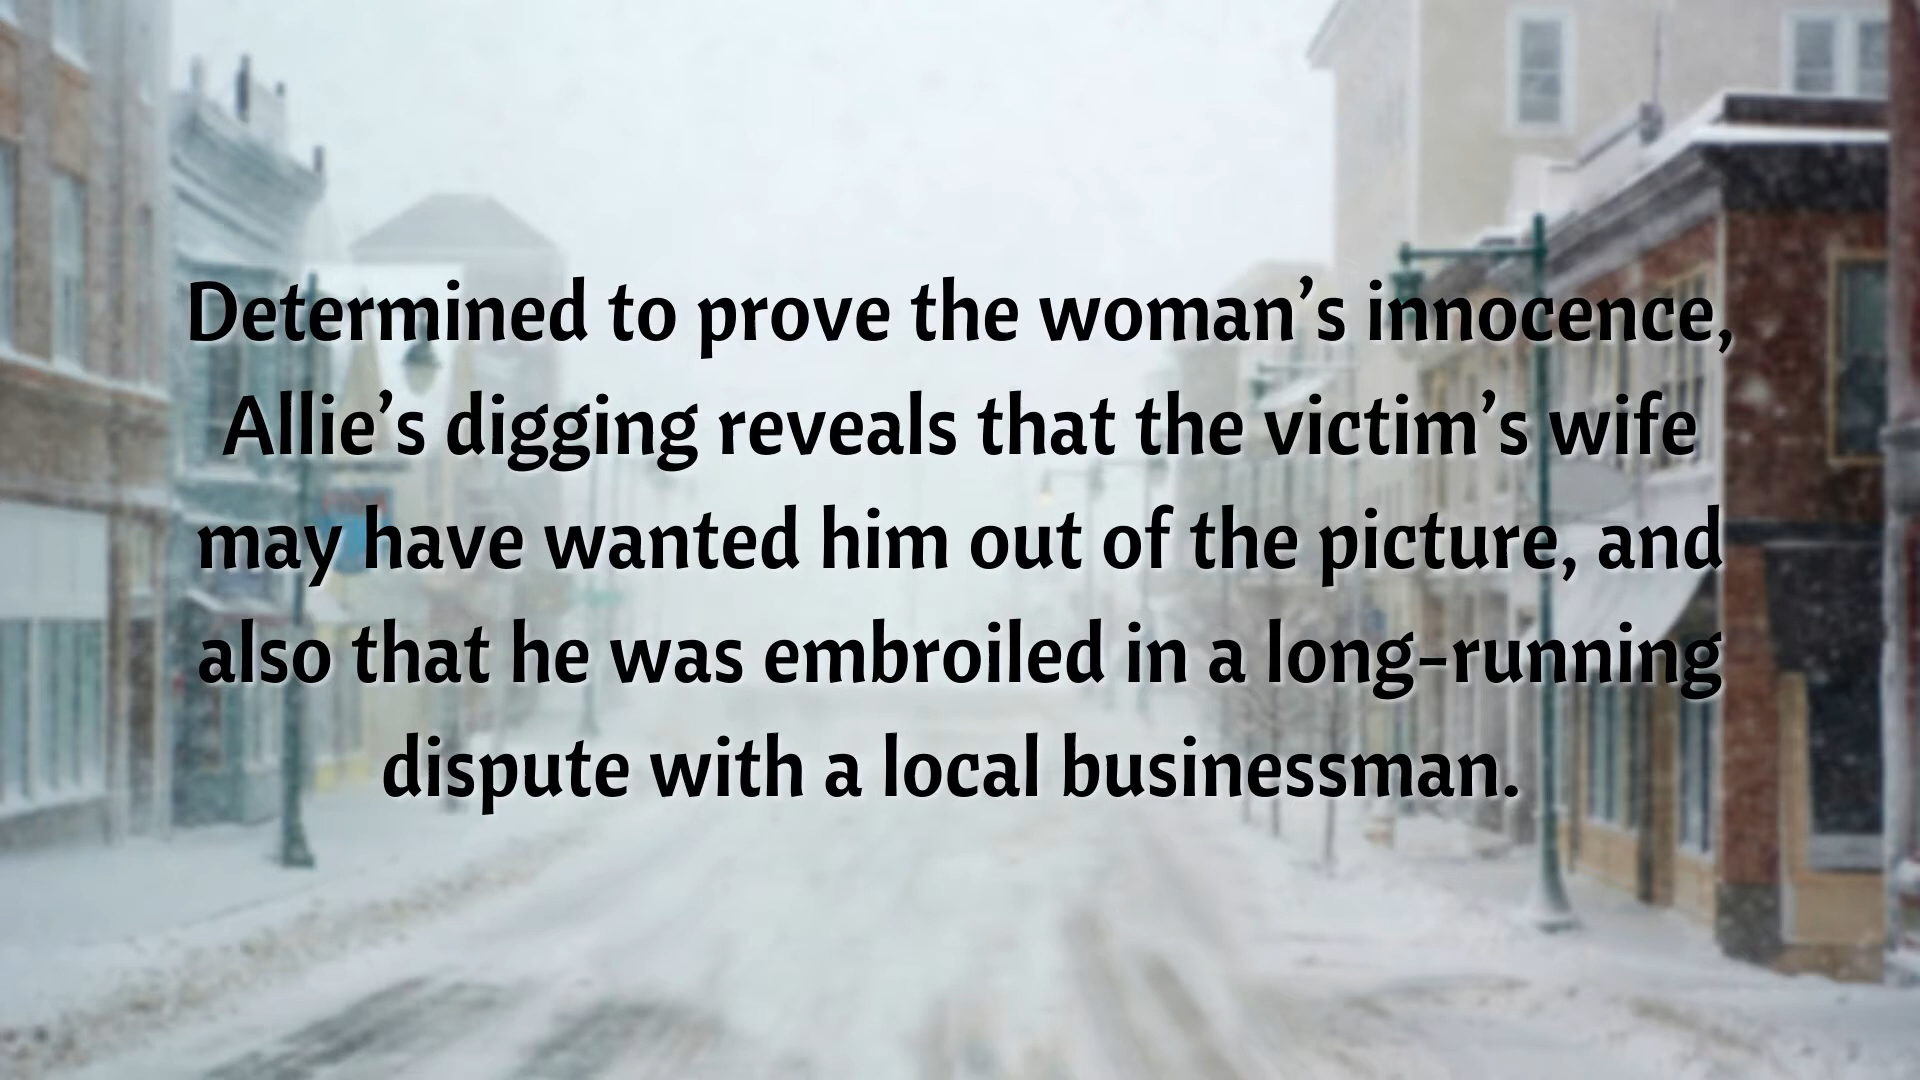 Determined to prove the woman’s innocence,
Allie’s digging reveals that the victim’s wife
may have wanted him out of the picture, and
also that he was embroiled in a long-running
dispute with a local businessman.